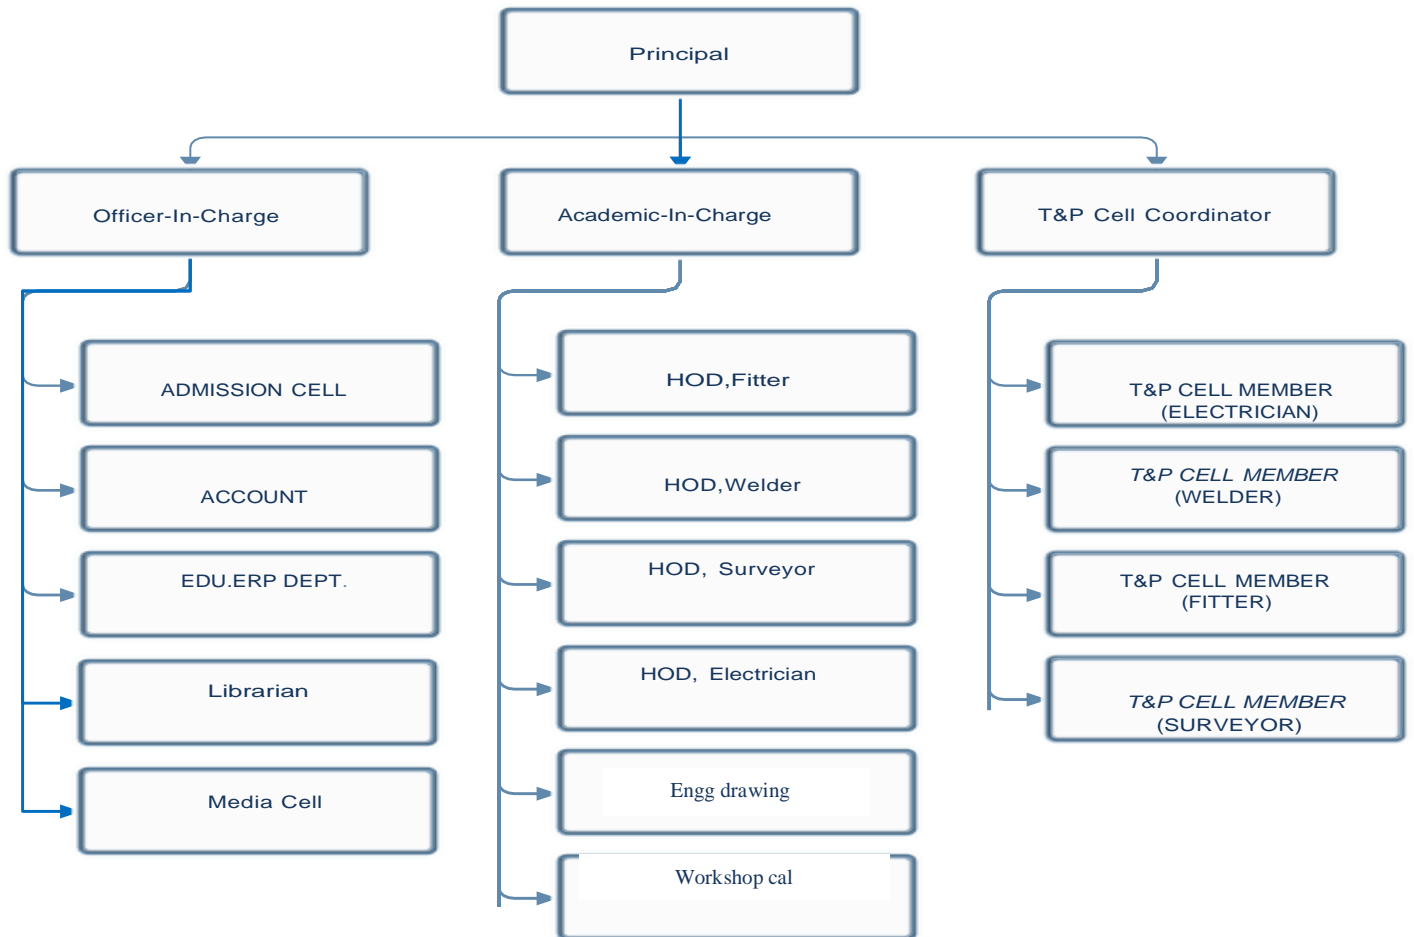 Principal
Officer-In-Charge
Academic-In-Charge
T&P Cell Coordinator
ADMISSION CELL
ACCOUNT
EDU.ERP DEPT.
Librarian
Media Cell
HOD,Fitter
HOD,Welder
HOD, Surveyor
HOD, Electrician
Engg drawing
Workshop cal
T&P CELL MEMBER
(ELECTRICIAN)
T&P CELL MEMBER
(WELDER)
T&P CELL MEMBER
(FITTER)
T&P CELL MEMBER
(SURVEYOR)